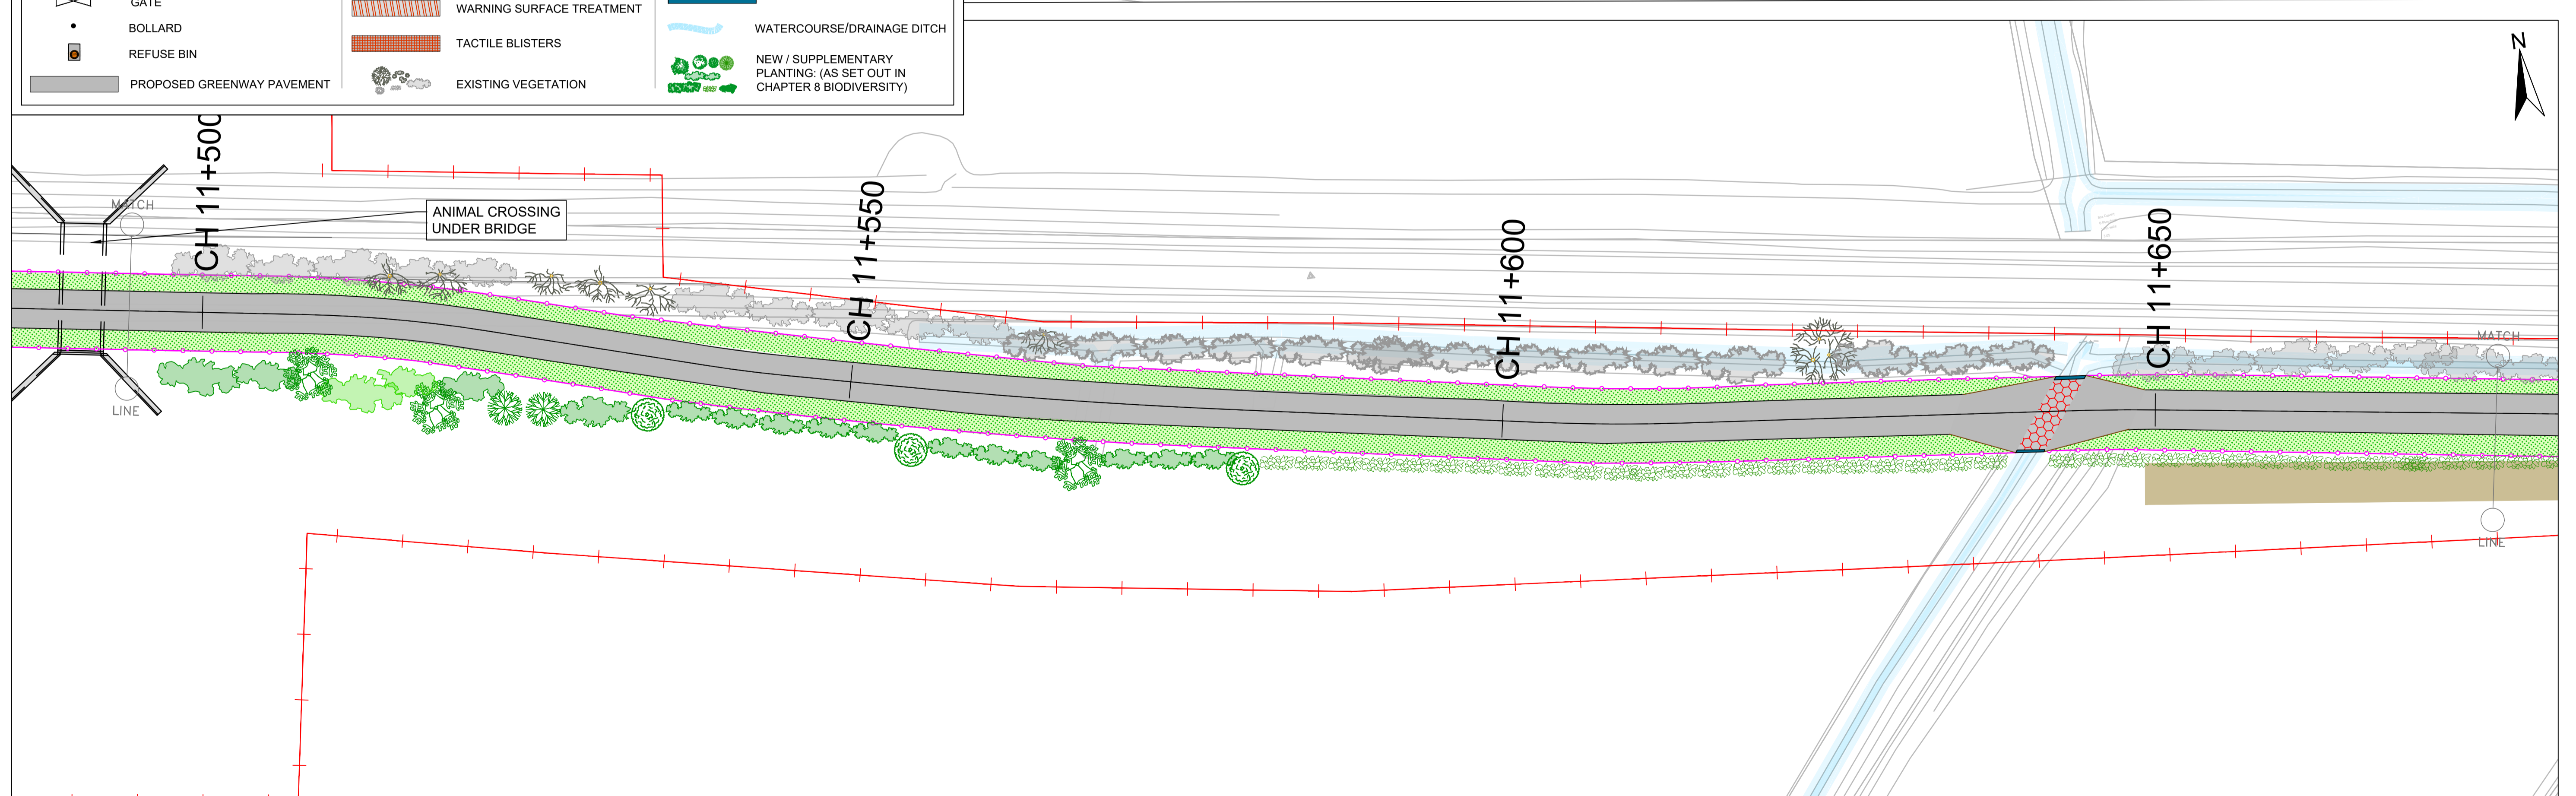 GATE
BOLLARD
REFUSE BIN
PROPOSED GREENWAY PAVEMENT
WARNING SURFACE TREATMENT
TACTILE BLISTERS
EXISTING VEGETATION
WATERCOURSE/DRAINAGE DITCH
NEW / SUPPLEMENTARY
PLANTING: (AS SET OUT IN
CHAPTER 8 BIODIVERSITY)
N
CH 11+500
MATCH
LINE
ANIMAL CROSSING
UNDER BRIDGE
CH 11+550
CH 11+600
CH 11+650
MATCH
LINE